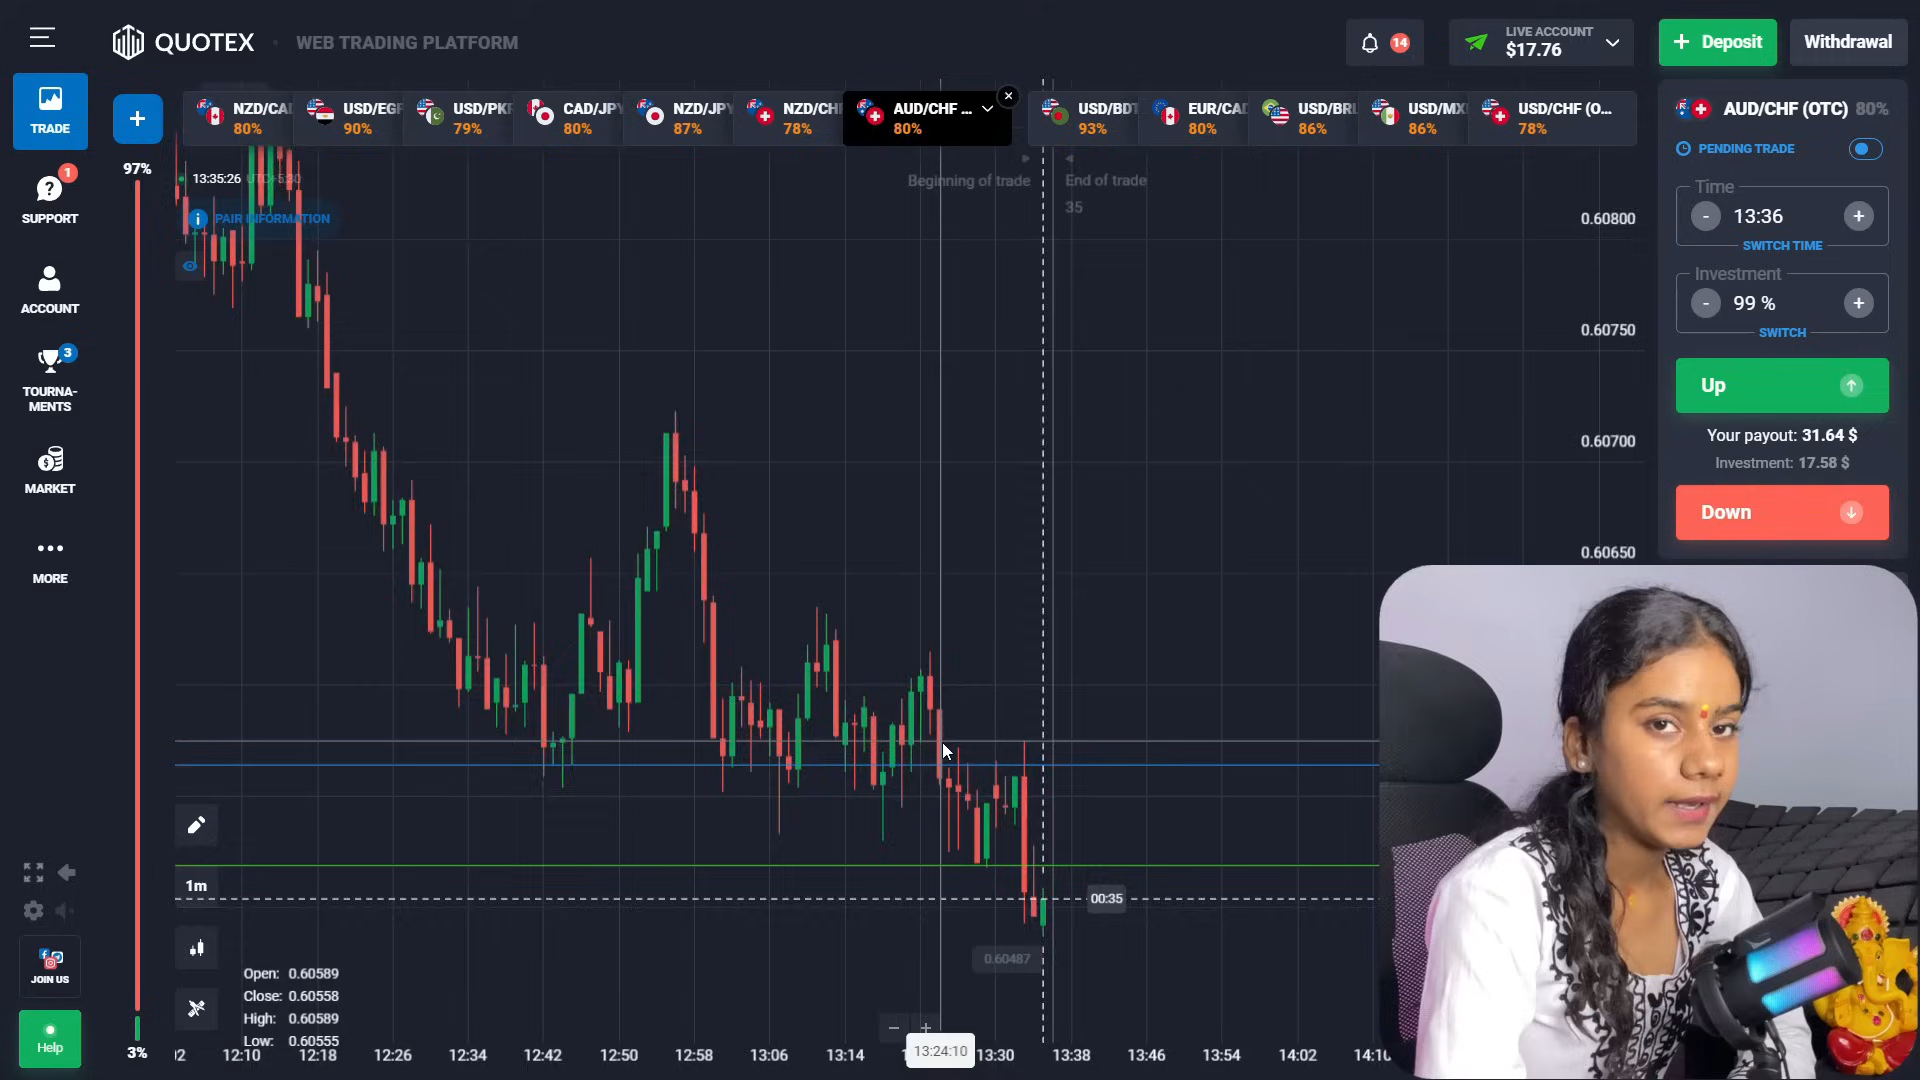 QUOTEX
WEB TRADING PLATFORM
14
LIVE ACCOUNT
$17.76
+ Deposit
Withdrawal
TRADE
+
NZD/CAD
80%
USD/EGP
90%
USD/PKR
79%
CAD/JPY
80%
NZD/JPY
87%
NZD/CHF
78%
AUD/CHF ...
80%
USD/BDT
93%
EUR/CAD
80%
USD/BRL
86%
USD/MXN
86%
USD/CHF (O...
78%
AUD/CHF (OTC) 80%
PENDING TRADE
97%
13:35:26 UTC+5:30
PAIR INFORMATION
Beginning of trade
End of trade
35
0.60800
0.60750
0.60700
0.60650
Time
- 13:36 +
SWITCH TIME
Investment
- 99 % +
SWITCH
Up
Your payout: 31.64 $
Investment: 17.58 $
Down
1
SUPPORT
ACCOUNT
3
TOURNA-
MENTS
MARKET
MORE
1m
00:35
0.60487
JOIN US
Help
Open: 0.60589
Close: 0.60558
High: 0.60589
Low: 0.60555
3%
02
12:10
12:18
12:26
12:34
12:42
12:50
12:58
13:06
13:14
13:24:10
13:30
13:38
13:46
13:54
14:02
14:10